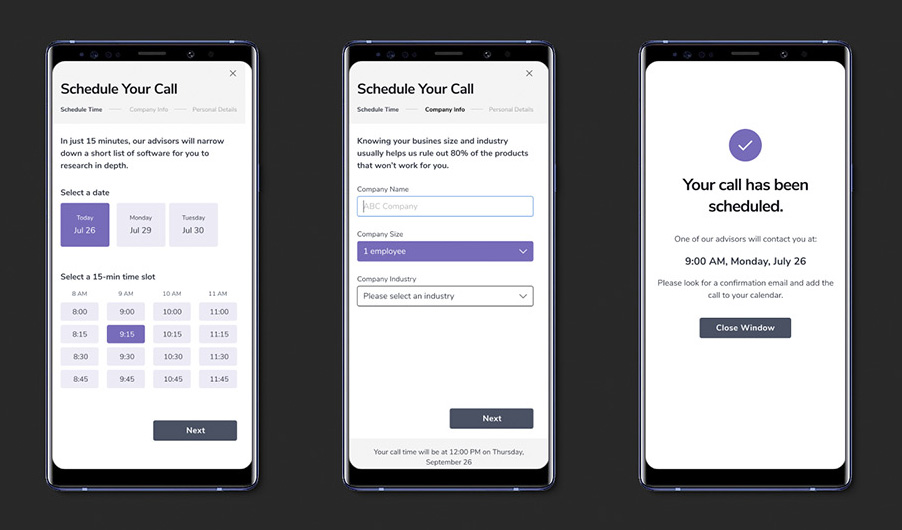 Schedule Your Call
Schedule Time
Company Info
Personal Details
In just 15 minutes, our advisors will narrow
down a short list of software for you to
research in depth.
Select a date
Today
Jul 26
Monday
Jul 29
Tuesday
Jul 30
Select a 15-min time slot
8 AM 9 AM 10 AM 11 AM
8:00 9:00 10:00 11:00
8:15 9:15 10:15 11:15
8:30 9:30 10:30 11:30
8:45 9:45 10:45 11:45
Next
Schedule Your Call
Schedule Time
Company Info
Personal Details
Knowing your busines size and industry
usually helps us rule out 80% of the products
that won't work for you.
Company Name
ABC Company
Company Size
1 employee
Company Industry
Please select an industry
Next
Your call time will be at 12:00 PM on Thursday,
September 26
Your call has been
scheduled.
One of our advisors will contact you at:
9:00 AM, Monday, July 26
Please look for a confirmation email and add the
call to your calendar.
Close Window